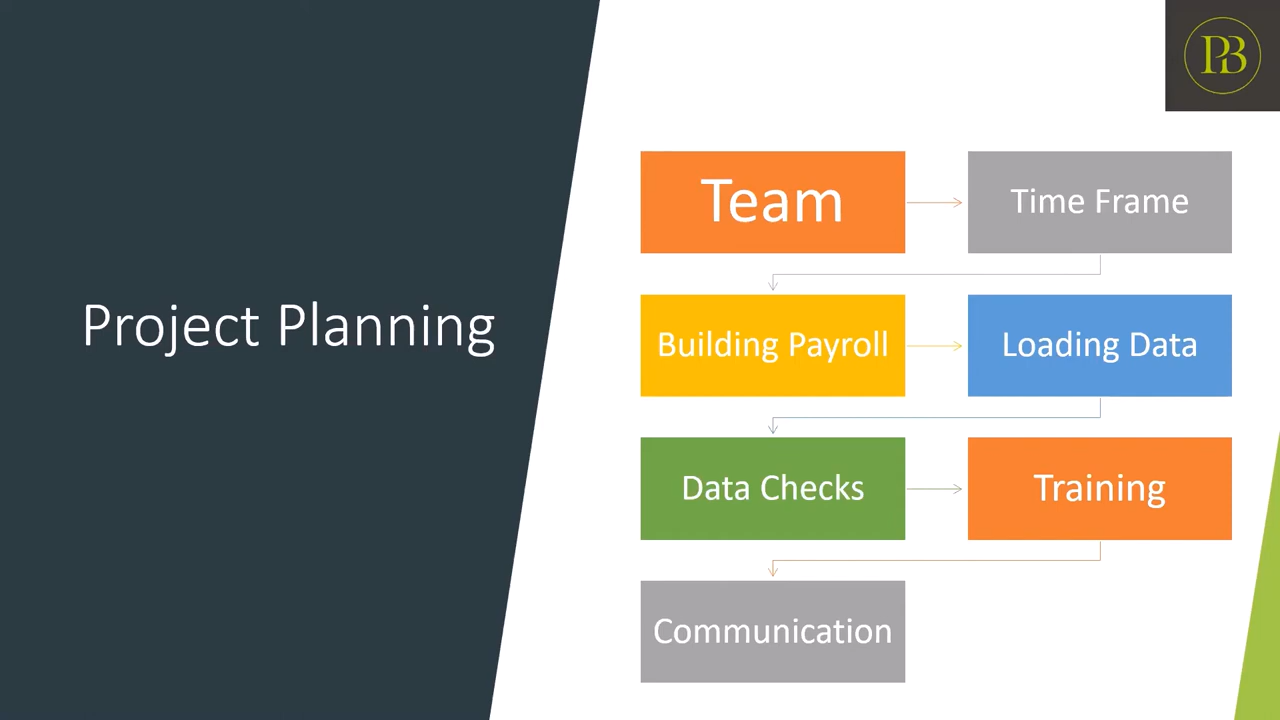 PB
Project Planning
Team
Time Frame
Building Payroll
Loading Data
Data Checks
Training
Communication